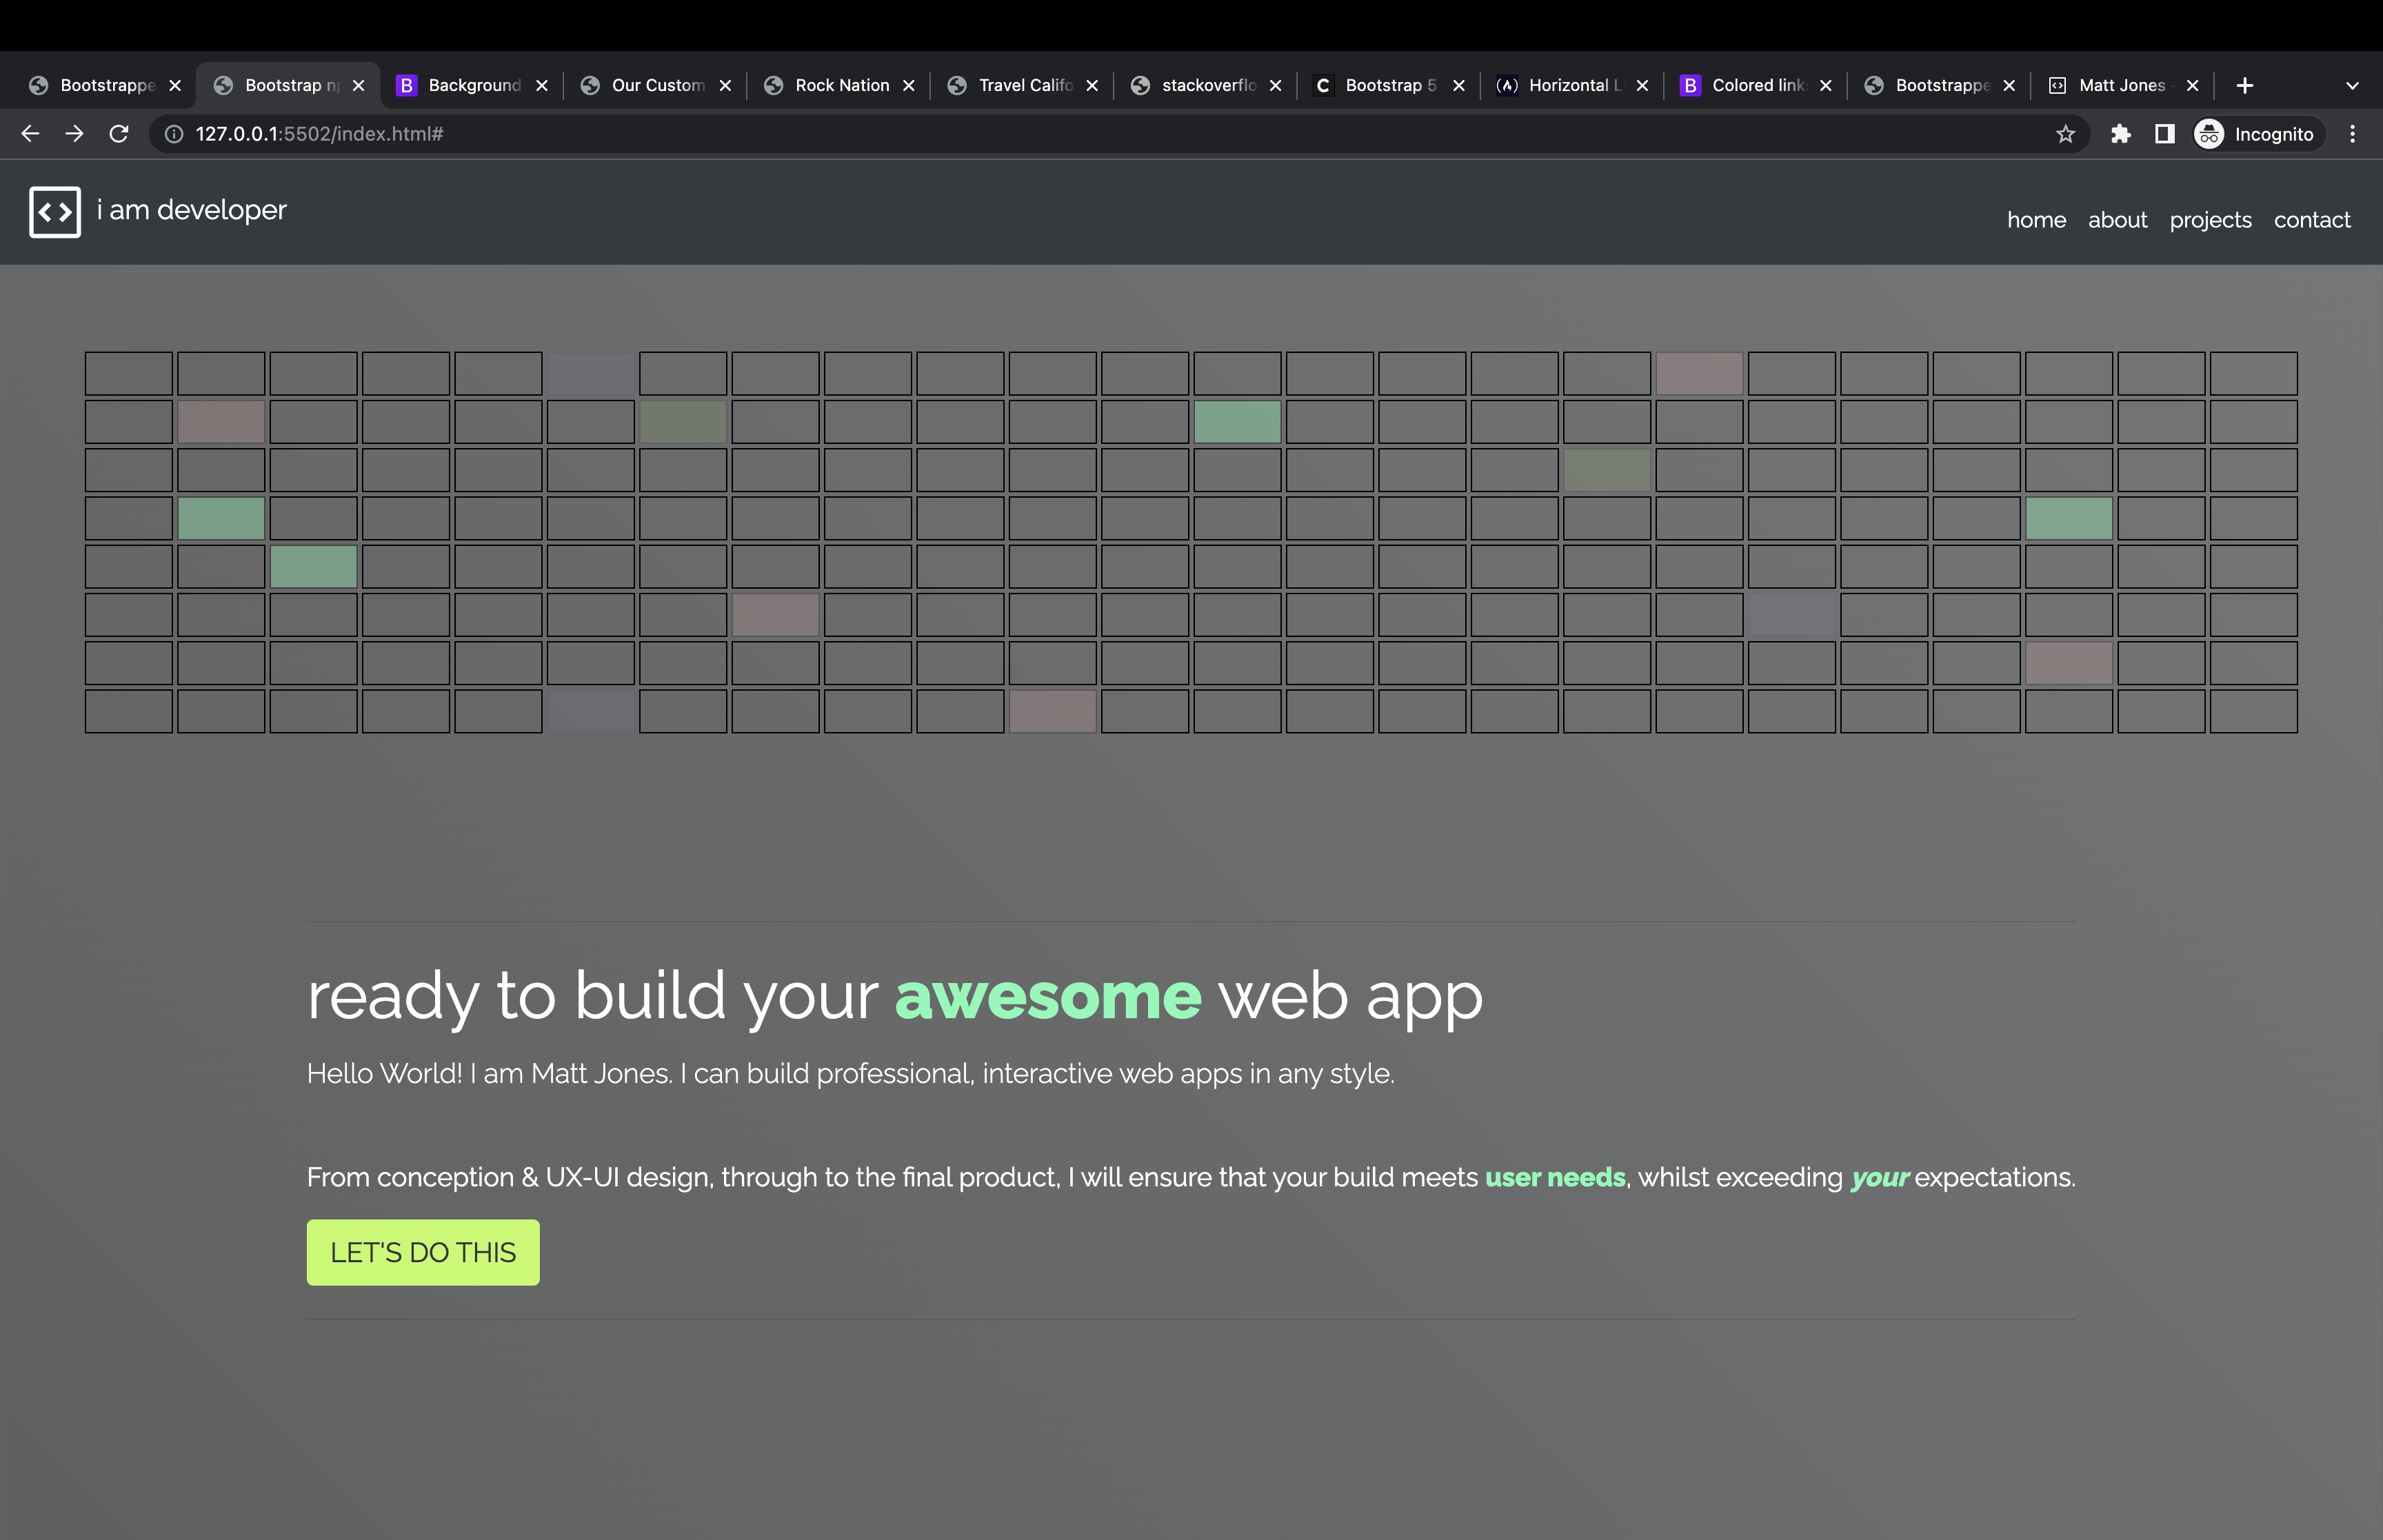 Bootstrappe
Bootstrap np
B Background
Our Custom
Rock Nation
Travel Califo
stackoverflo
C Bootstrap 5
Horizontal L
B Colored link
Bootstrappe
Matt Jones -
127.0.0.1:5502/index.html#
Incognito
i am developer
home about projects contact
ready to build your awesome web app
Hello World! I am Matt Jones. I can build professional, interactive web apps in any style.
From conception & UX-UI design, through to the final product, I will ensure that your build meets user needs, whilst exceeding your expectations.
LET'S DO THIS